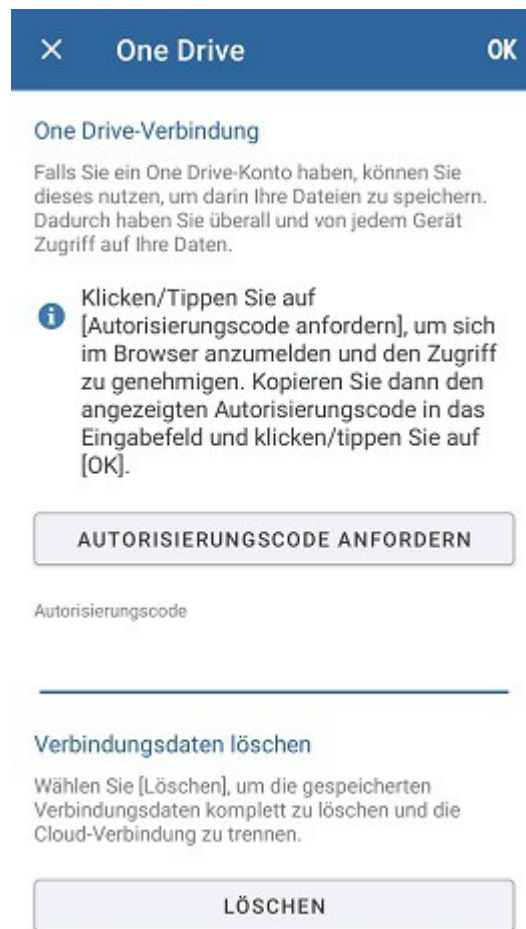 × One Drive OK
One Drive-Verbindung
Falls Sie ein One Drive-Konto haben, können Sie
dieses nutzen, um darin Ihre Dateien zu speichern.
Dadurch haben Sie überall und von jedem Gerät
Zugriff auf Ihre Daten.
Klicken/Tippen Sie auf
[Autorisierungscode anfordern], um sich
im Browser anzumelden und den Zugriff
zu genehmigen. Kopieren Sie dann den
angezeigten Autorisierungscode in das
Eingabefeld und klicken/tippen Sie auf
[OK].
AUTORISIERUNGSCODE ANFORDERN
Autorisierungscode
Verbindungsdaten löschen
Wählen Sie [Löschen], um die gespeicherten
Verbindungsdaten komplett zu löschen und die
Cloud-Verbindung zu trennen.
LÖSCHEN